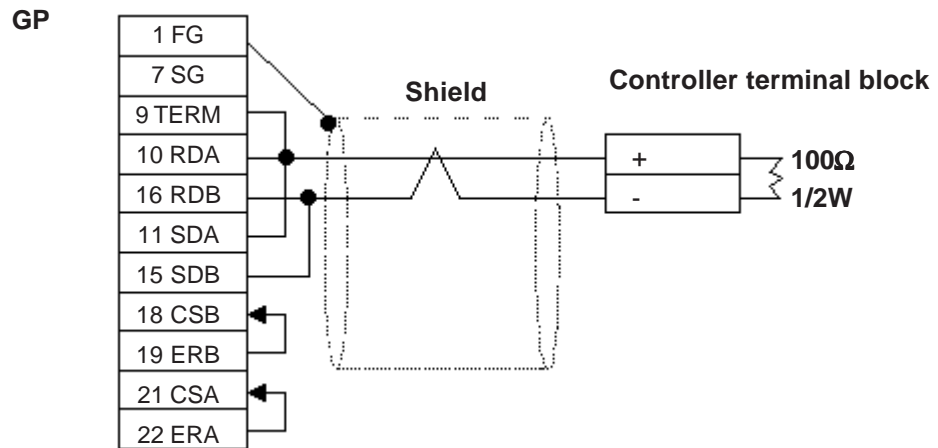 GP
1 FG
7 SG
9 TERM
10 RDA
16 RDB
11 SDA
15 SDB
18 CSB
19 ERB
21 CSA
22 ERA
Shield
Controller terminal block
+
-
100Ω
1/2W